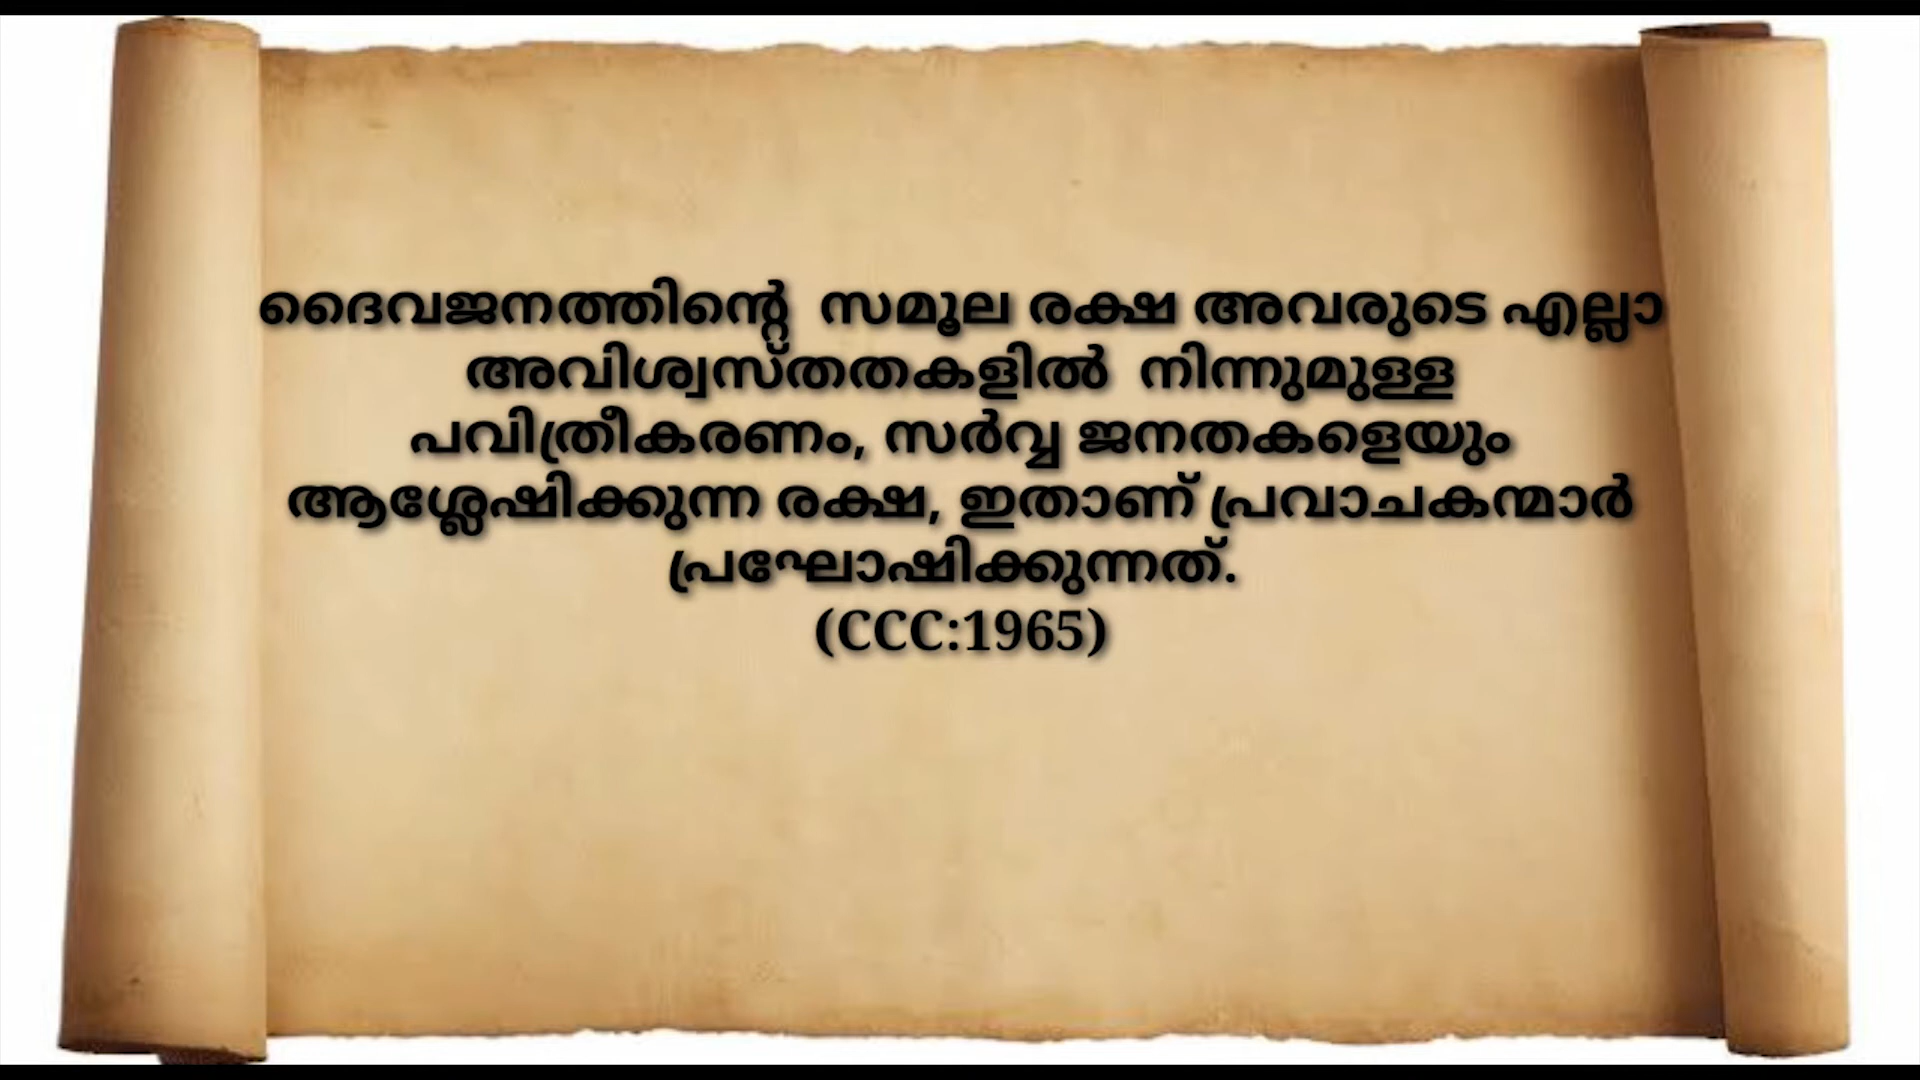 ദൈവജനത്തിന്റെ സമൂല രക്ഷ അവരുടെ എല്ലാ
അവിശ്വസ്തതകളിൽ നിന്നുമുള്ള
പവിത്രീകരണം, സർവ്വ ജനതകളെയും
ആശ്ലേഷിക്കുന്ന രക്ഷ, ഇതാണ് പ്രവാചകന്മാർ
പ്രഘോഷിക്കുന്നത്.
(CCC:1965)